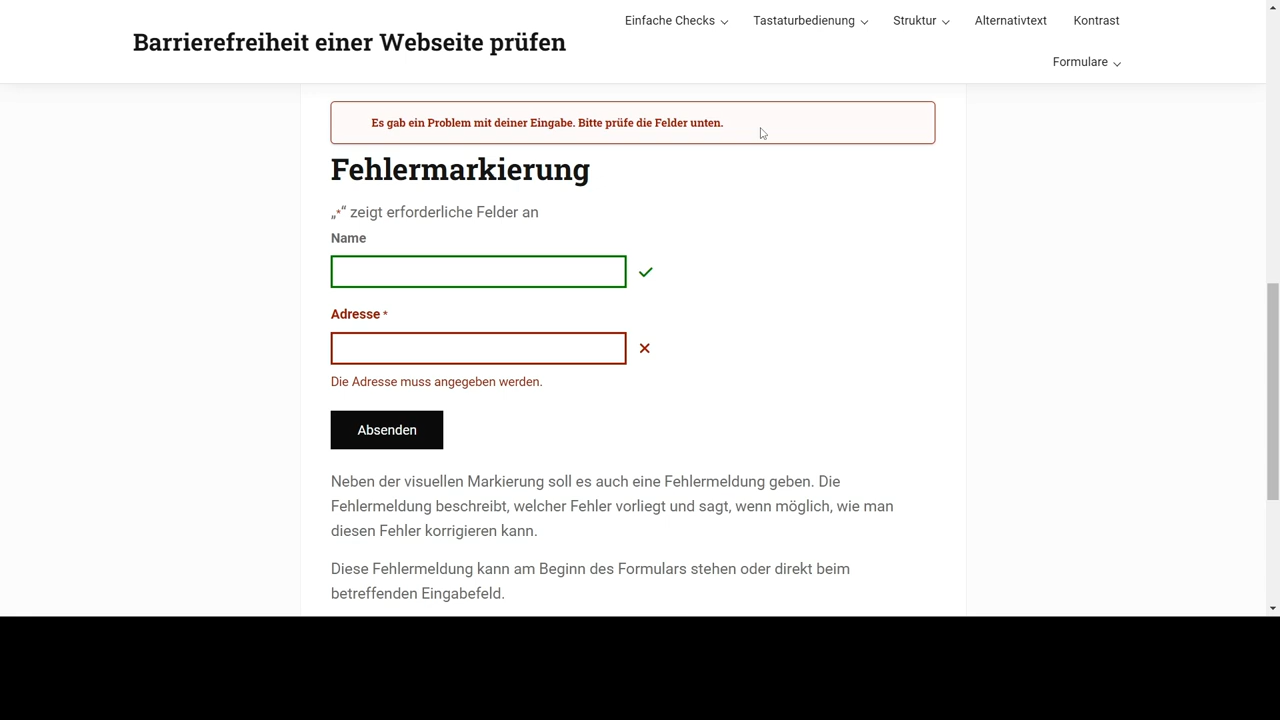 Barrierefreiheit einer Webseite prüfen
Einfache Checks
Tastaturbedienung
Struktur
Alternativtext
Kontrast
Formulare
Es gab ein Problem mit deiner Eingabe. Bitte prüfe die Felder unten.
Fehlermarkierung
„*“ zeigt erforderliche Felder an
Name
Adresse *
Die Adresse muss angegeben werden.
Absenden
Neben der visuellen Markierung soll es auch eine Fehlermeldung geben. Die
Fehlermeldung beschreibt, welcher Fehler vorliegt und sagt, wenn möglich, wie man
diesen Fehler korrigieren kann.
Diese Fehlermeldung kann am Beginn des Formulars stehen oder direkt beim
betreffenden Eingabefeld.